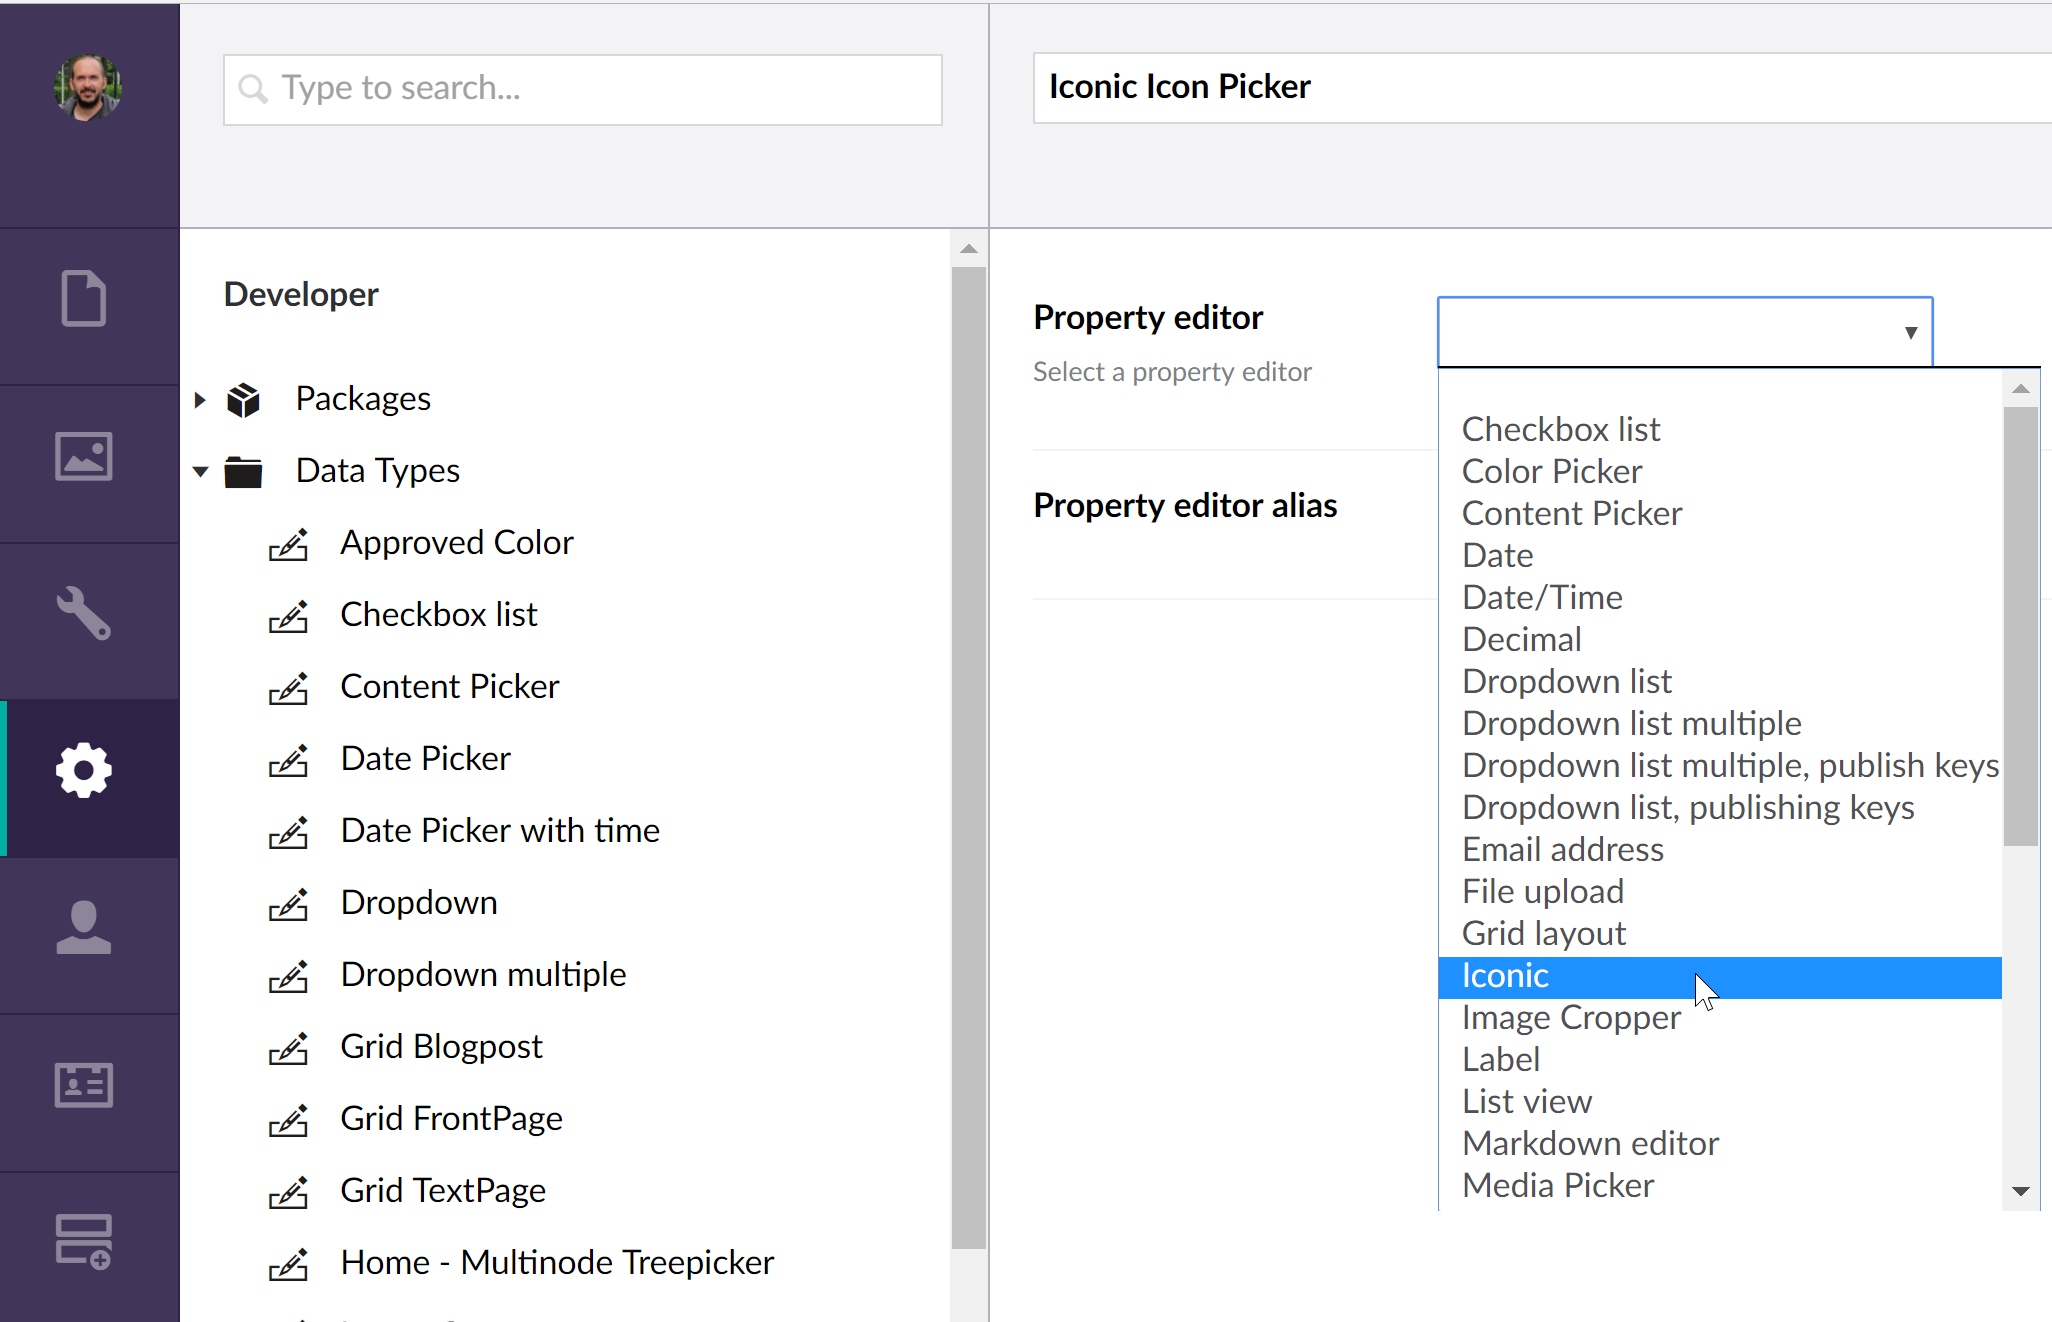 Type to search...
Iconic Icon Picker
Developer
Packages
Data Types
Approved Color
Checkbox list
Content Picker
Date Picker
Date Picker with time
Dropdown
Dropdown multiple
Grid Blogpost
Grid FrontPage
Grid TextPage
Home - Multinode Treepicker
Property editor
Select a property editor
Property editor alias
Checkbox list
Color Picker
Content Picker
Date
Date/Time
Decimal
Dropdown list
Dropdown list multiple
Dropdown list multiple, publish keys
Dropdown list, publishing keys
Email address
File upload
Grid layout
Iconic
Image Cropper
Label
List view
Markdown editor
Media Picker